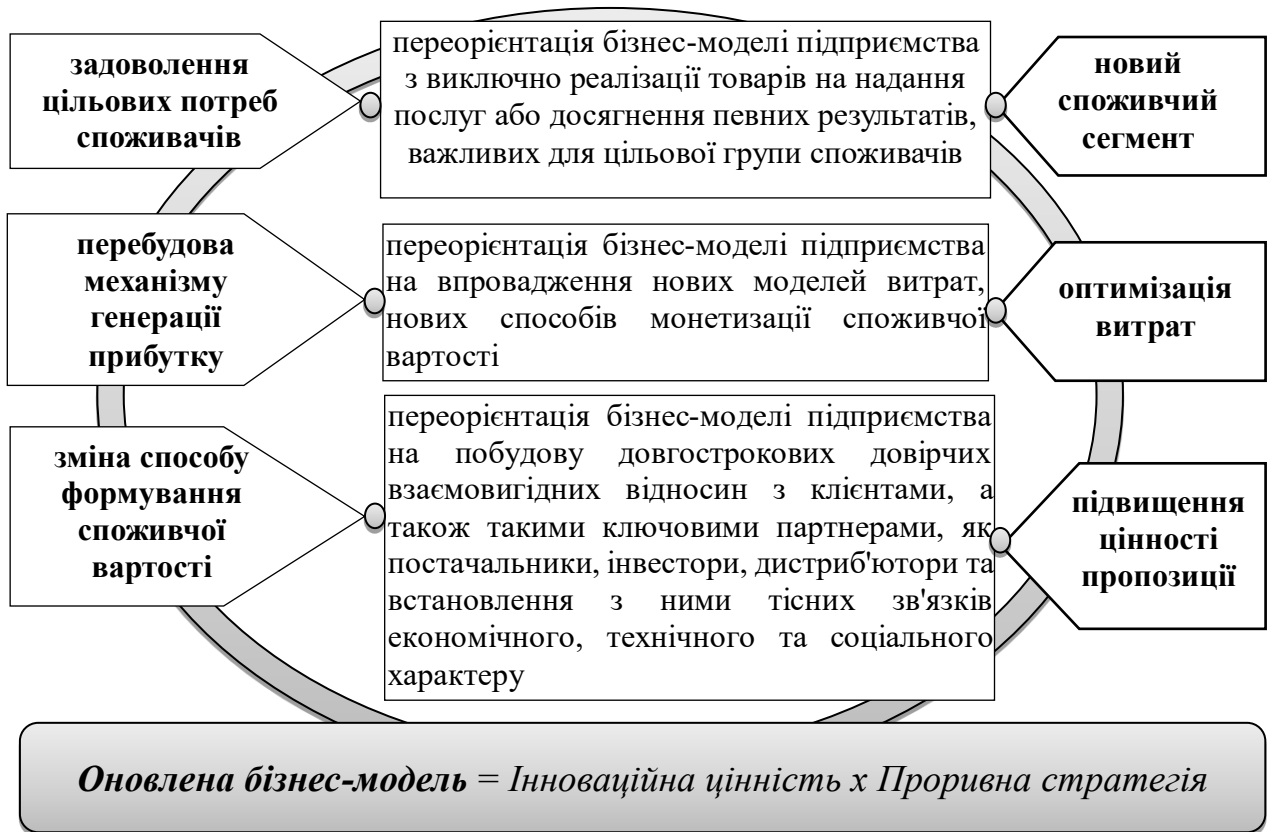 задоволення
цільових потреб
споживачів
переорієнтація бізнес-моделі підприємства
з виключно реалізації товарів на надання
послуг або досягнення певних результатів,
важливих для цільової групи споживачів
новий
споживчий
сегмент
перебудова
механізму
генерації
прибутку
переорієнтація бізнес-моделі підприємства
на впровадження нових моделей витрат,
нових способів монетизації споживчої
вартості
оптимізація
витрат
зміна способу
формування
споживчої
вартості
переорієнтація бізнес-моделі підприємства
на побудову довгострокових довірчих
взаємовигідних відносин з клієнтами, а
також такими ключовими партнерами, як
постачальники, інвестори, дистриб'ютори та
встановлення з ними тісних зв'язків
економічного, технічного та соціального
характеру
підвищення
цінності
пропозиції
Оновлена бізнес-модель = Інноваційна цінність х Проривна стратегія